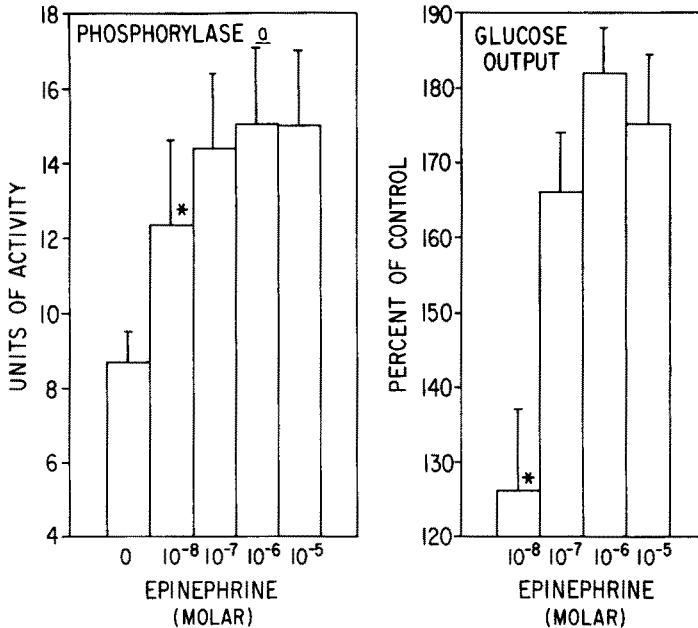 PHOSPHORYLASE a
UNITS OF ACTIVITY
18
16
14
12
10
8
6
4
*
0 10⁻⁸ 10⁻⁷ 10⁻⁶ 10⁻⁵
EPINEPHRINE
(MOLAR)
GLUCOSE
OUTPUT
PERCENT OF CONTROL
190
180
170
160
150
140
130
120
*
10⁻⁸ 10⁻⁷ 10⁻⁶ 10⁻⁵
EPINEPHRINE
(MOLAR)